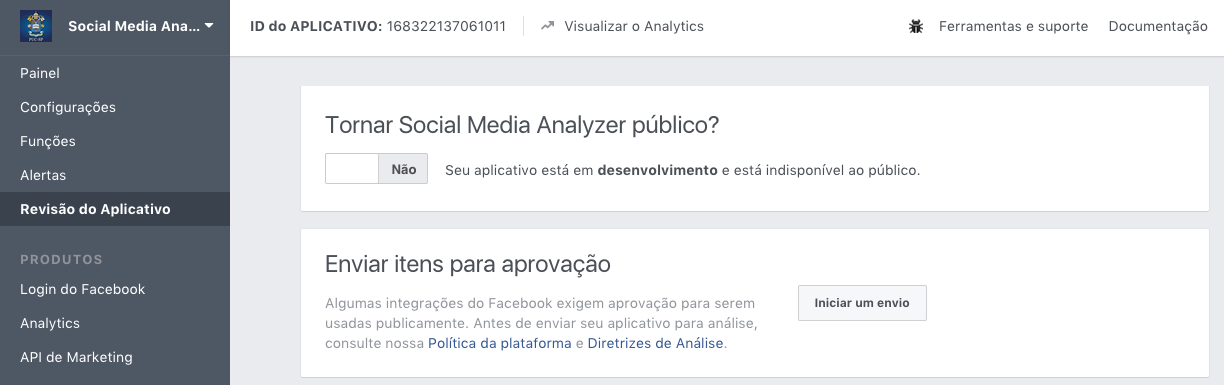 Social Media Ana...
ID do APLICATIVO: 168322137061011
Visualizar o Analytics
Ferramentas e suporte
Documentação
Painel
Configurações
Funções
Alertas
Revisão do Aplicativo
PRODUTOS
Login do Facebook
Analytics
API de Marketing
Tornar Social Media Analyzer público?
Não
Seu aplicativo está em desenvolvimento e está indisponível ao público.
Enviar itens para aprovação
Algumas integrações do Facebook exigem aprovação para serem
usadas publicamente. Antes de enviar seu aplicativo para análise,
consulte nossa Política da plataforma e Diretrizes de Análise.
Iniciar um envio